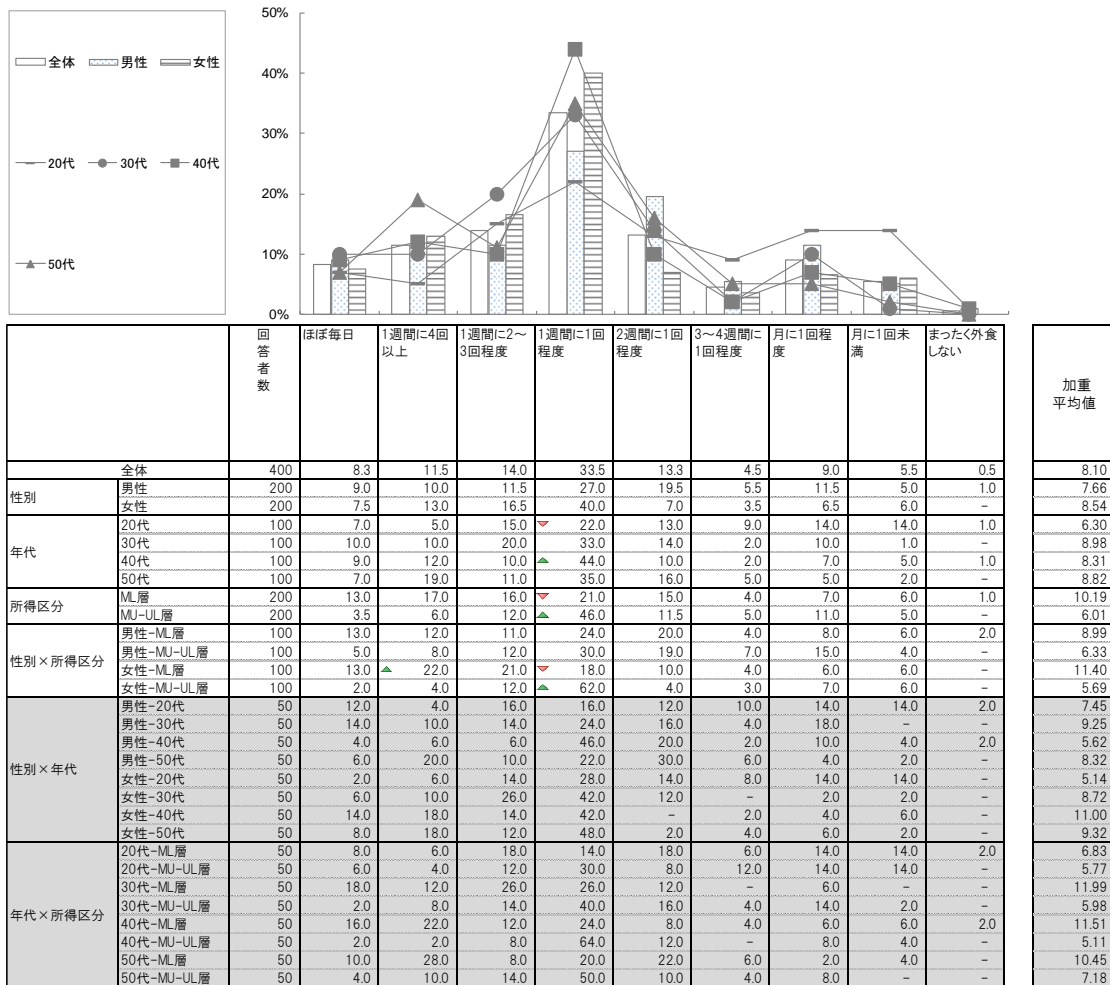 50%
40%
30%
20%
10%
0%
全体 男性 女性
20代 30代 40代
50代
回答者数 ほぼ毎日 1週間に4回以上 1週間に2～3回程度 1週間に1回程度 2週間に1回程度 3～4週間に1回程度 月に1回程度 月に1回未満 まったく外食しない 加重平均値
全体 400 8.3 11.5 14.0 33.5 13.3 4.5 9.0 5.5 0.5 8.10
性別 男性 200 9.0 10.0 11.5 27.0 19.5 5.5 11.5 5.0 1.0 7.66
女性 200 7.5 13.0 16.5 40.0 7.0 3.5 6.5 6.0 - 8.54
年代 20代 100 7.0 5.0 15.0 22.0 13.0 9.0 14.0 14.0 1.0 6.30
30代 100 10.0 10.0 20.0 33.0 14.0 2.0 10.0 1.0 - 8.98
40代 100 9.0 12.0 10.0 44.0 10.0 2.0 7.0 5.0 1.0 8.31
50代 100 7.0 19.0 11.0 35.0 16.0 5.0 5.0 2.0 - 8.82
所得区分 ML層 200 13.0 17.0 16.0 21.0 15.0 4.0 7.0 6.0 1.0 10.19
MU-UL層 200 3.5 6.0 12.0 46.0 11.5 5.0 11.0 5.0 - 6.01
性別×所得区分 男性-ML層 100 13.0 12.0 11.0 24.0 20.0 4.0 8.0 6.0 2.0 8.99
男性-MU-UL層 100 5.0 8.0 12.0 30.0 19.0 7.0 15.0 4.0 - 6.33
女性-ML層 100 13.0 22.0 21.0 18.0 10.0 4.0 6.0 6.0 - 11.40
女性-MU-UL層 100 2.0 4.0 12.0 62.0 4.0 3.0 7.0 6.0 - 5.69
性別×年代 男性-20代 50 12.0 4.0 16.0 16.0 12.0 10.0 14.0 14.0 2.0 7.45
男性-30代 50 14.0 10.0 14.0 24.0 16.0 4.0 18.0 - - 9.25
男性-40代 50 4.0 6.0 6.0 46.0 20.0 2.0 10.0 4.0 2.0 5.62
男性-50代 50 6.0 20.0 10.0 22.0 30.0 6.0 4.0 2.0 - 8.32
女性-20代 50 2.0 6.0 14.0 28.0 14.0 8.0 14.0 14.0 - 5.14
女性-30代 50 6.0 10.0 26.0 42.0 12.0 - 2.0 2.0 - 8.72
女性-40代 50 14.0 18.0 14.0 42.0 - 2.0 4.0 6.0 - 11.00
女性-50代 50 8.0 18.0 12.0 48.0 2.0 4.0 6.0 2.0 - 9.32
年代×所得区分 20代-ML層 50 8.0 6.0 18.0 14.0 18.0 6.0 14.0 14.0 2.0 6.83
20代-MU-UL層 50 6.0 4.0 12.0 30.0 8.0 12.0 14.0 14.0 - 5.77
30代-ML層 50 18.0 12.0 26.0 26.0 12.0 - 6.0 - - 11.99
30代-MU-UL層 50 2.0 8.0 14.0 40.0 16.0 4.0 14.0 2.0 - 5.98
40代-ML層 50 16.0 22.0 12.0 24.0 8.0 4.0 6.0 6.0 2.0 11.51
40代-MU-UL層 50 2.0 2.0 8.0 64.0 12.0 - 8.0 4.0 - 5.11
50代-ML層 50 10.0 28.0 8.0 20.0 22.0 6.0 2.0 4.0 - 10.45
50代-MU-UL層 50 4.0 10.0 14.0 50.0 10.0 4.0 8.0 - - 7.18